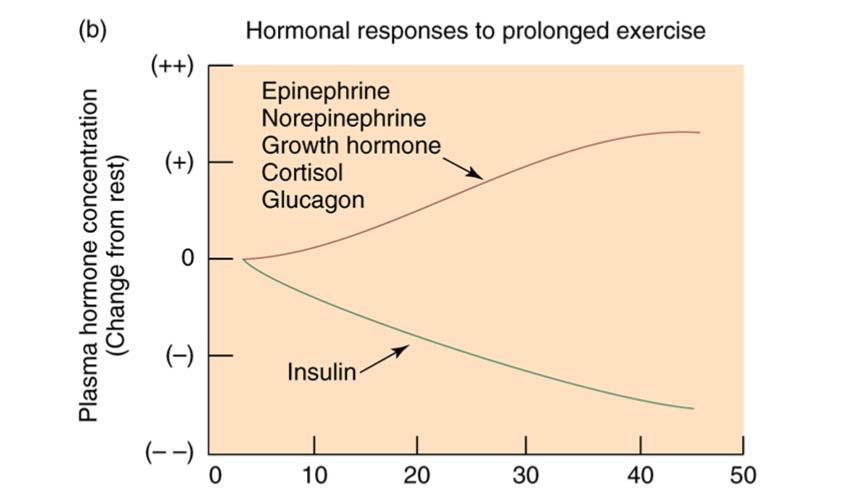 (b)
Hormonal responses to prolonged exercise
Plasma hormone concentration
(Change from rest)
(++)
(+)
0
(−)
(− −)
Epinephrine
Norepinephrine
Growth hormone
Cortisol
Glucagon
Insulin
0 10 20 30 40 50